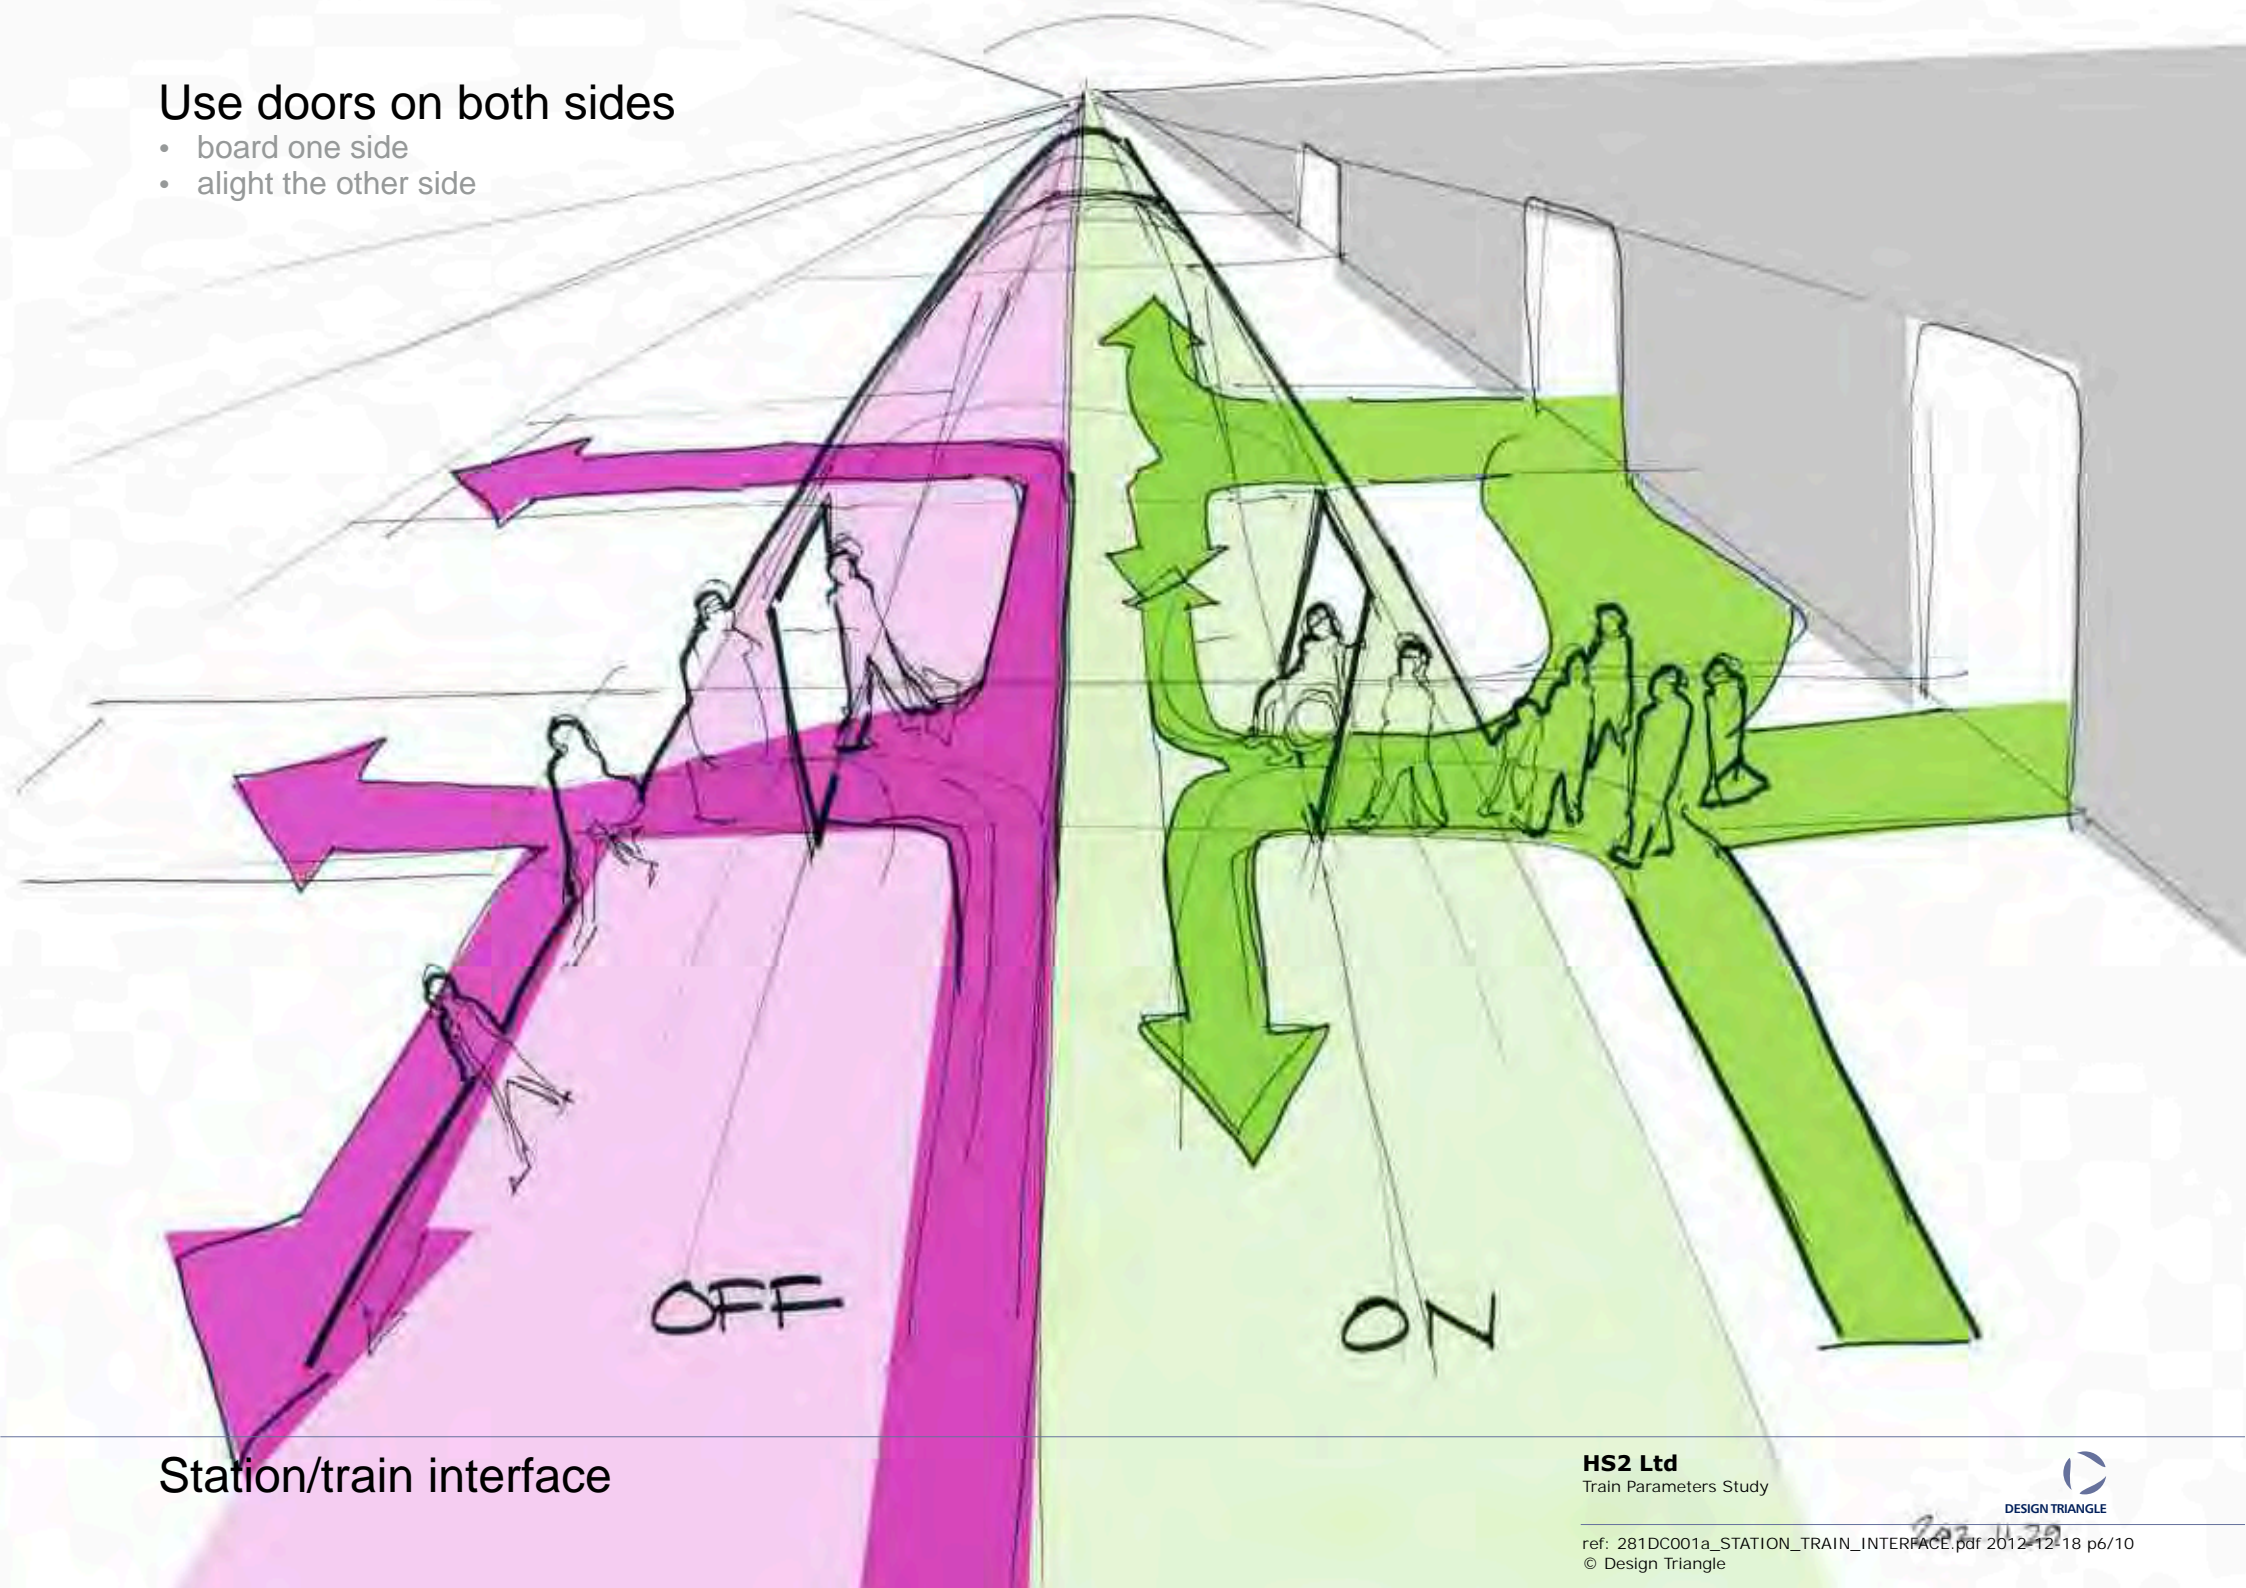 Use doors on both sides
• board one side
• alight the other side
OFF
ON
Station/train interface
HS2 Ltd
Train Parameters Study
DESIGN TRIANGLE
ref: 281DC001a_STATION_TRAIN_INTERFACE.pdf 2012-12-18 p6/10
© Design Triangle